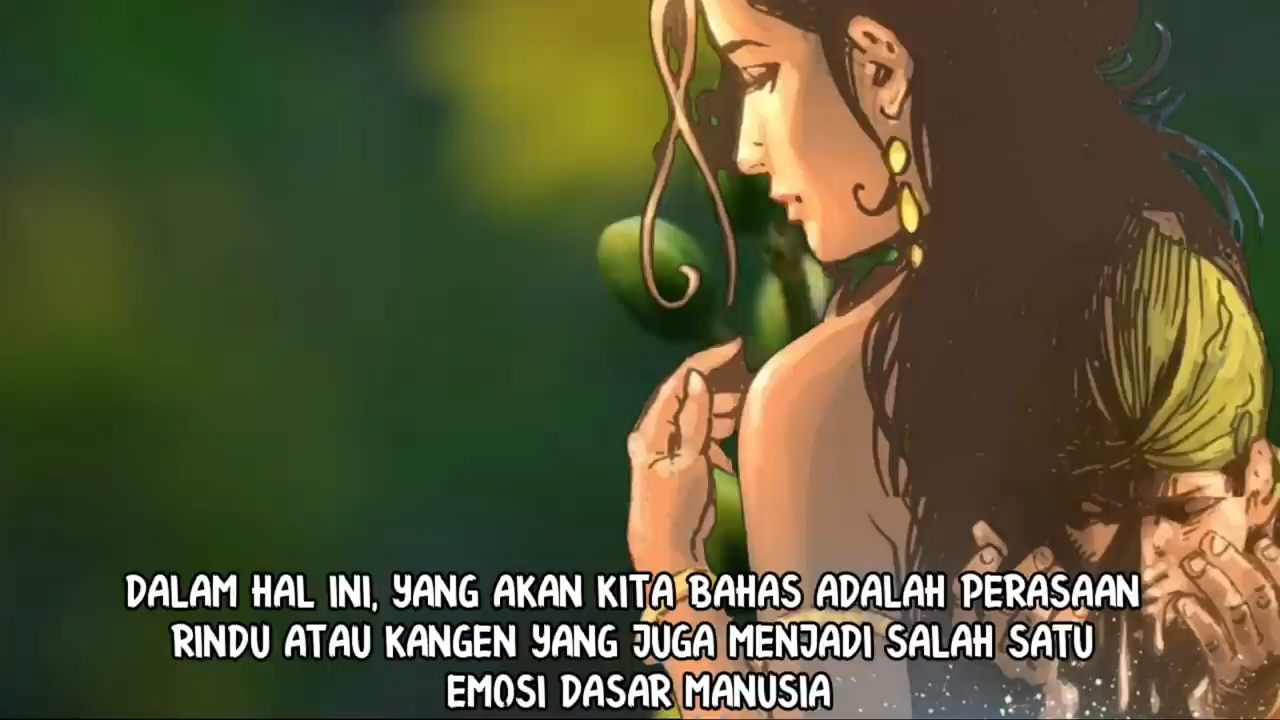 DALAM HAL INI, YANG AKAN KITA BAHAS ADALAH PERASAAN
RINDU ATAU KANGEN YANG JUGA MENJADI SALAH SATU
EMOSI DASAR MANUSIA